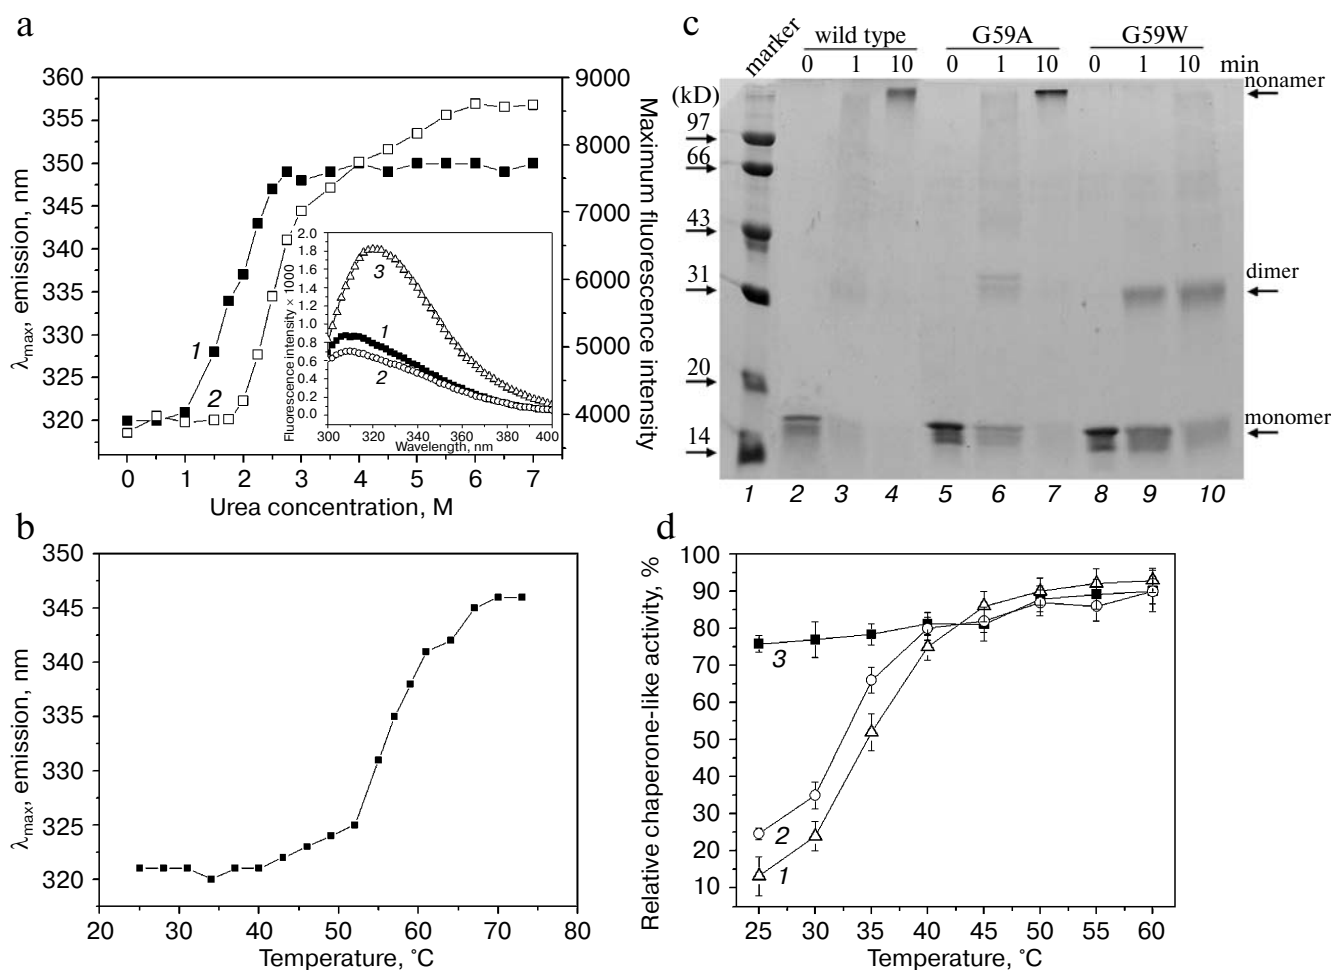 a
360
355
350
345
340
335
330
325
320
λmax, emission, nm
9000
8000
7000
6000
5000
4000
Maximum fluorescence intensity
1
2
0 1 2 3 4 5 6 7
Urea concentration, M
2.0
1.8
1.6
1.4
1.2
1.0
0.8
0.6
0.4
0.2
0.0
Fluorescence intensity × 1000
3
1
2
300 320 340 360 380 400
Wavelength, nm
b
350
345
340
335
330
325
320
λmax, emission, nm
20 30 40 50 60 70 80
Temperature, °C
c
marker
wild type G59A G59W
0 1 10 0 1 10 0 1 10 min
(kD)
97
66
43
31
20
14
nonamer
dimer
monomer
1 2 3 4 5 6 7 8 9 10
d
100
90
80
70
60
50
40
30
20
10
Relative chaperone-like activity, %
3
2
1
25 30 35 40 45 50 55 60
Temperature, °C